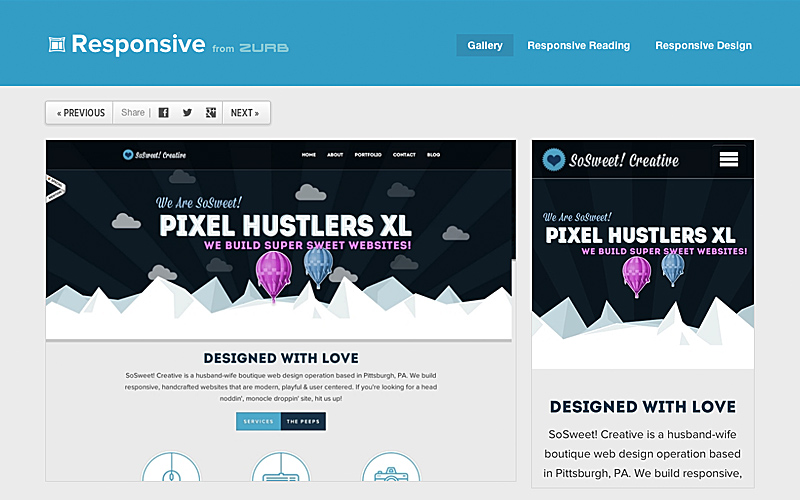 Responsive from ZURB
Gallery Responsive Reading Responsive Design
« PREVIOUS Share | NEXT »
SoSweet! Creative
HOME ABOUT PORTFOLIO CONTACT BLOG
We Are SoSweet!
PIXEL HUSTLERS XL
WE BUILD SUPER SWEET WEBSITES!
DESIGNED WITH LOVE
SoSweet! Creative is a husband-wife boutique web design operation based in Pittsburgh, PA. We build
responsive, handcrafted websites that are modern, playful & user centered. If you're looking for a head
noddin', monocle droppin' site, hit us up!
SERVICES THE PEEPS
SoSweet! Creative
We Are SoSweet!
PIXEL HUSTLERS XL
WE BUILD SUPER SWEET WEBSITES!
DESIGNED WITH LOVE
SoSweet! Creative is a husband-wife
boutique web design operation based
in Pittsburgh, PA. We build responsive,